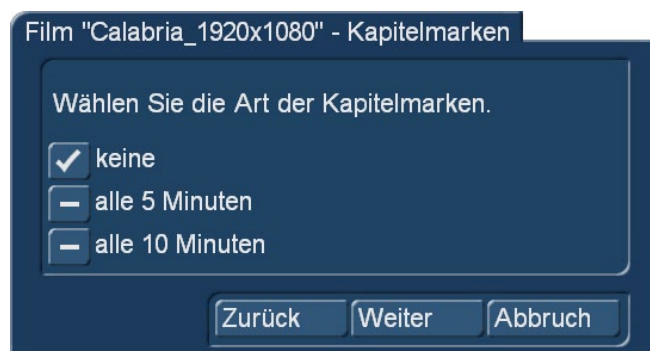 Film "Calabria_1920x1080" - Kapitelmarken
Wählen Sie die Art der Kapitelmarken.
keine
alle 5 Minuten
alle 10 Minuten
Zurück Weiter Abbruch